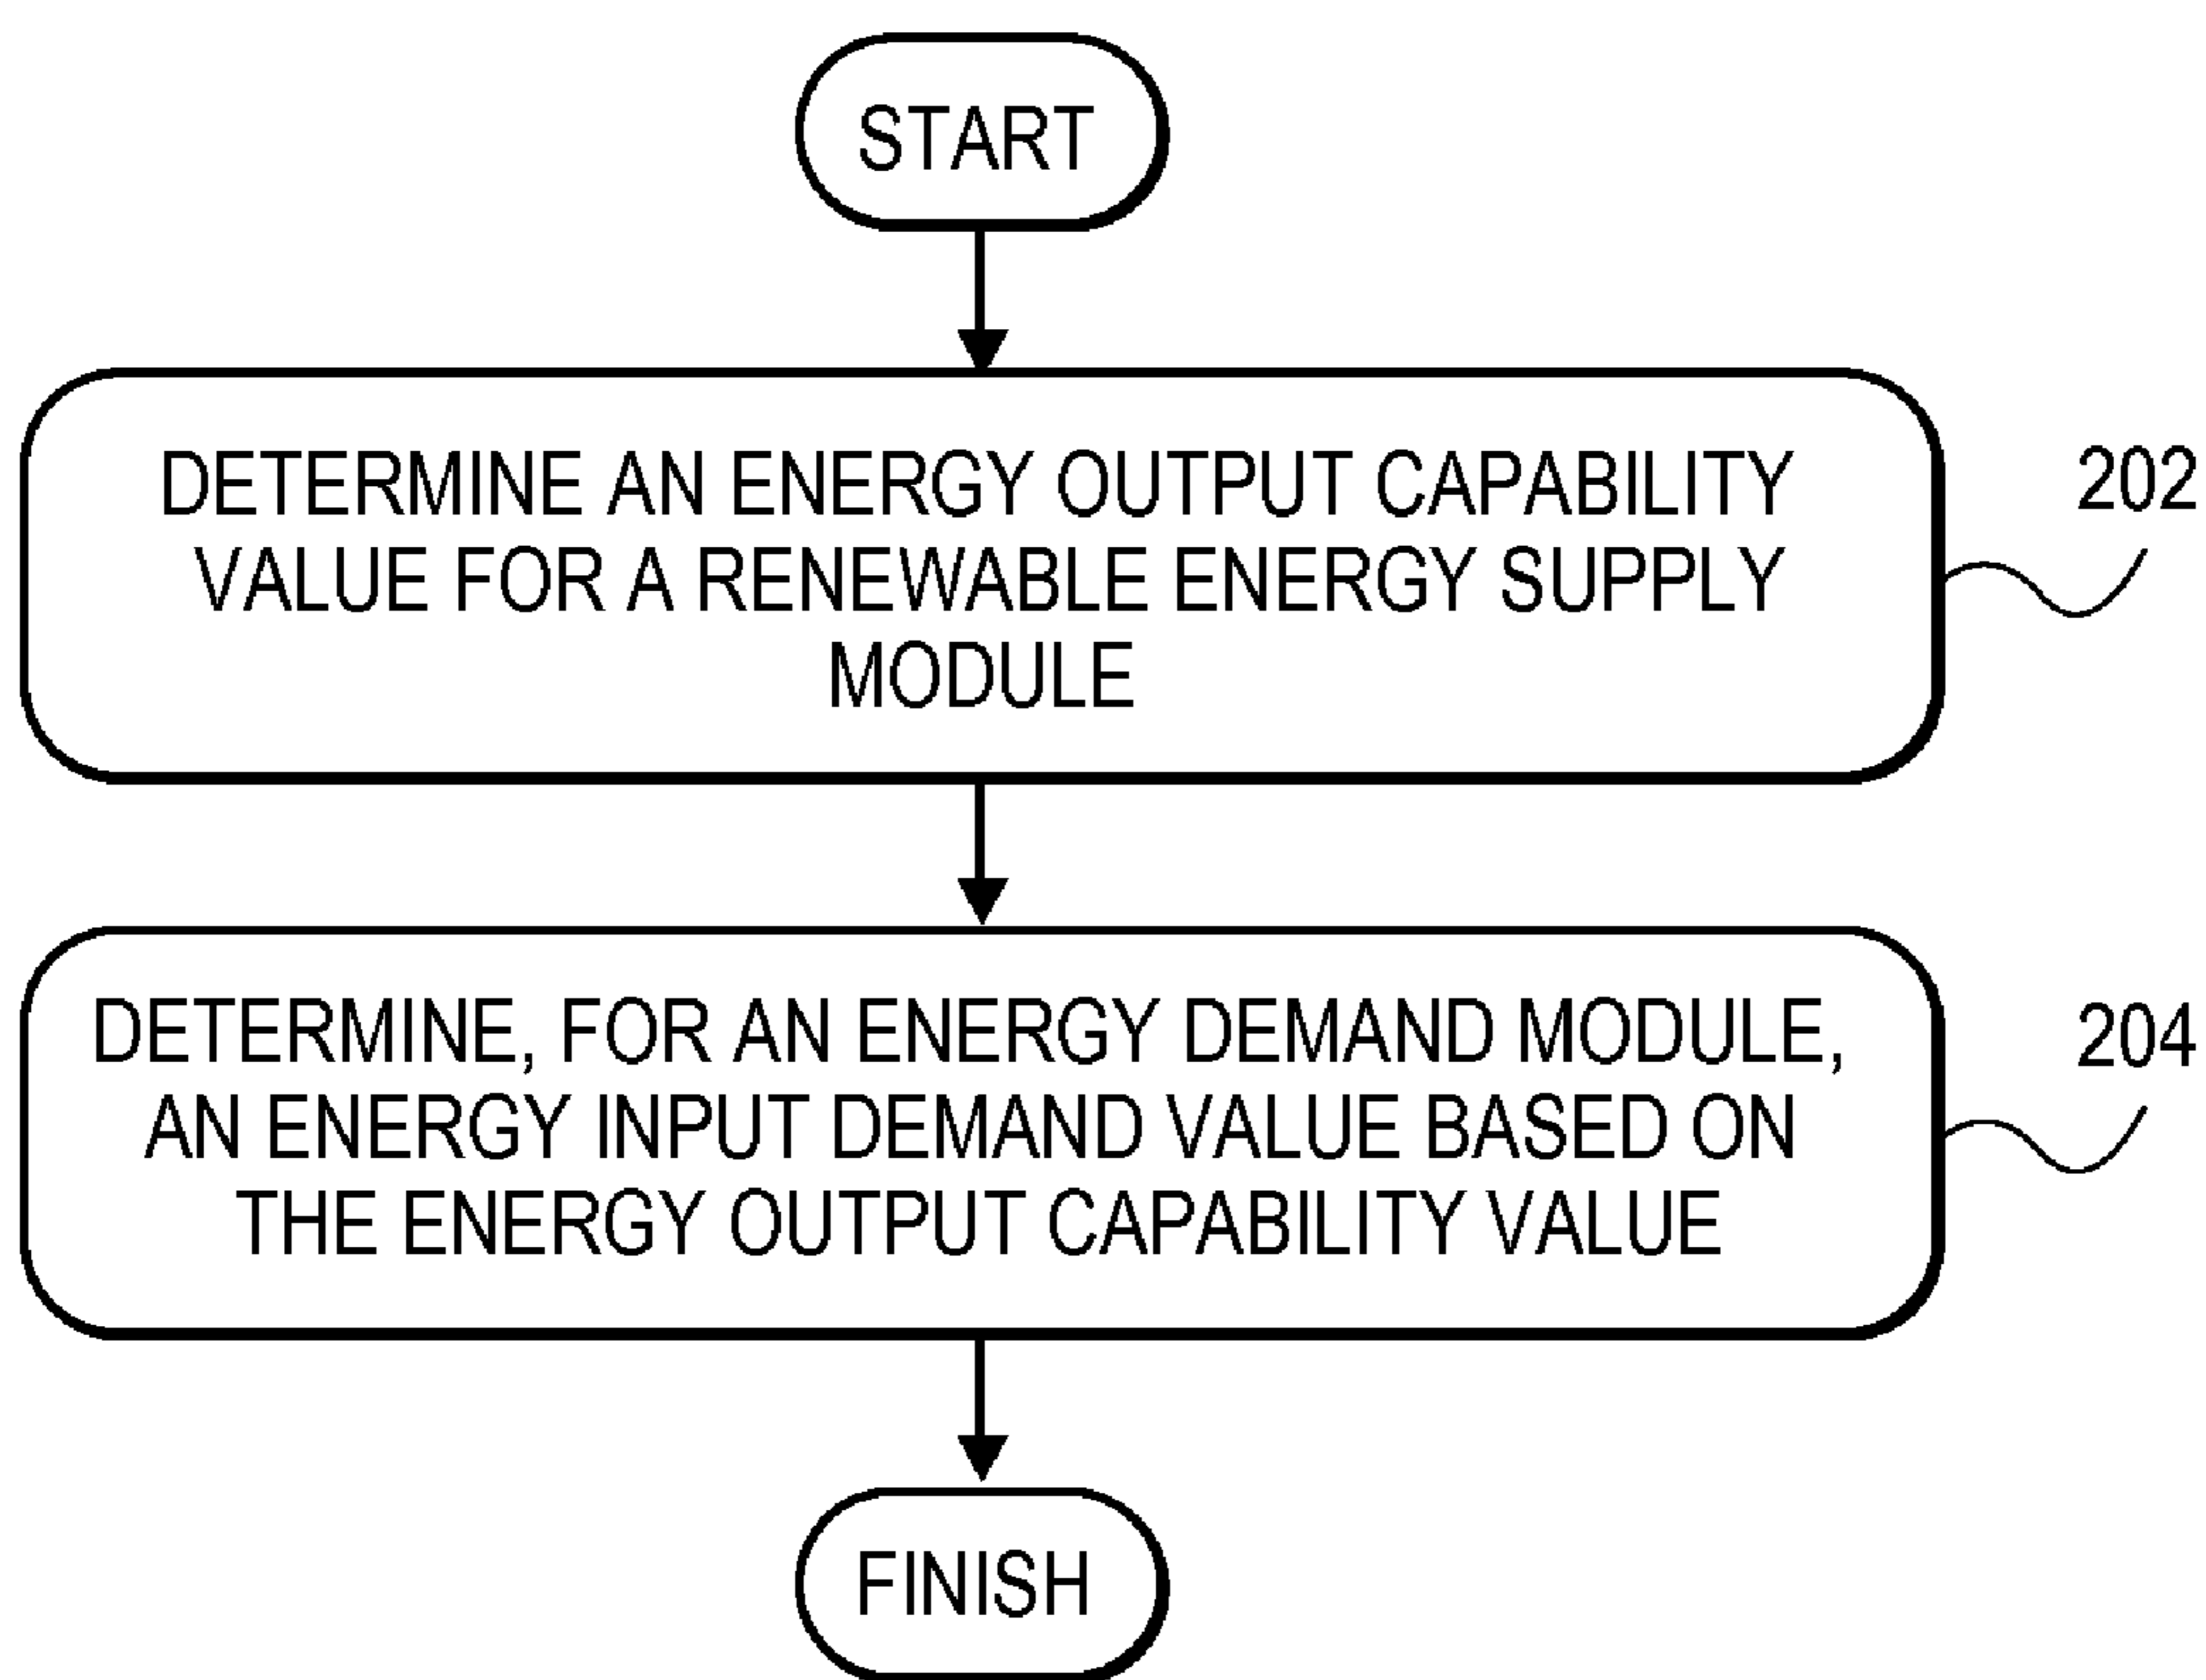 START
DETERMINE AN ENERGY OUTPUT CAPABILITY
VALUE FOR A RENEWABLE ENERGY SUPPLY
MODULE
202
DETERMINE, FOR AN ENERGY DEMAND MODULE,
AN ENERGY INPUT DEMAND VALUE BASED ON
THE ENERGY OUTPUT CAPABILITY VALUE
204
FINISH